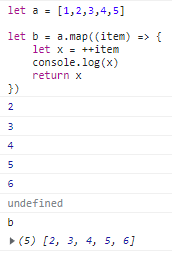 let a = [1,2,3,4,5]
let b = a.map((item) => {
    let x = ++item
    console.log(x)
    return x
})
2
3
4
5
6
undefined
b
▶(5) [2, 3, 4, 5, 6]